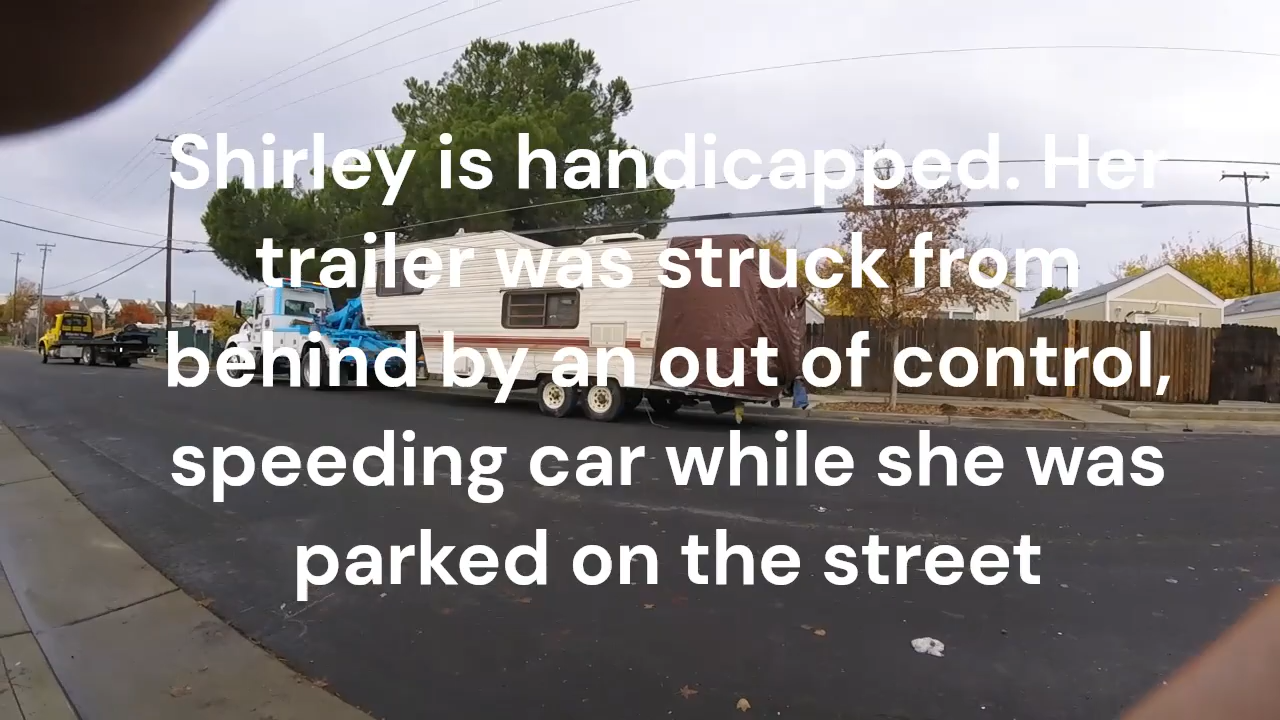 Shirley is handicapped. Her
trailer was struck from
behind by an out of control,
speeding car while she was
parked on the street